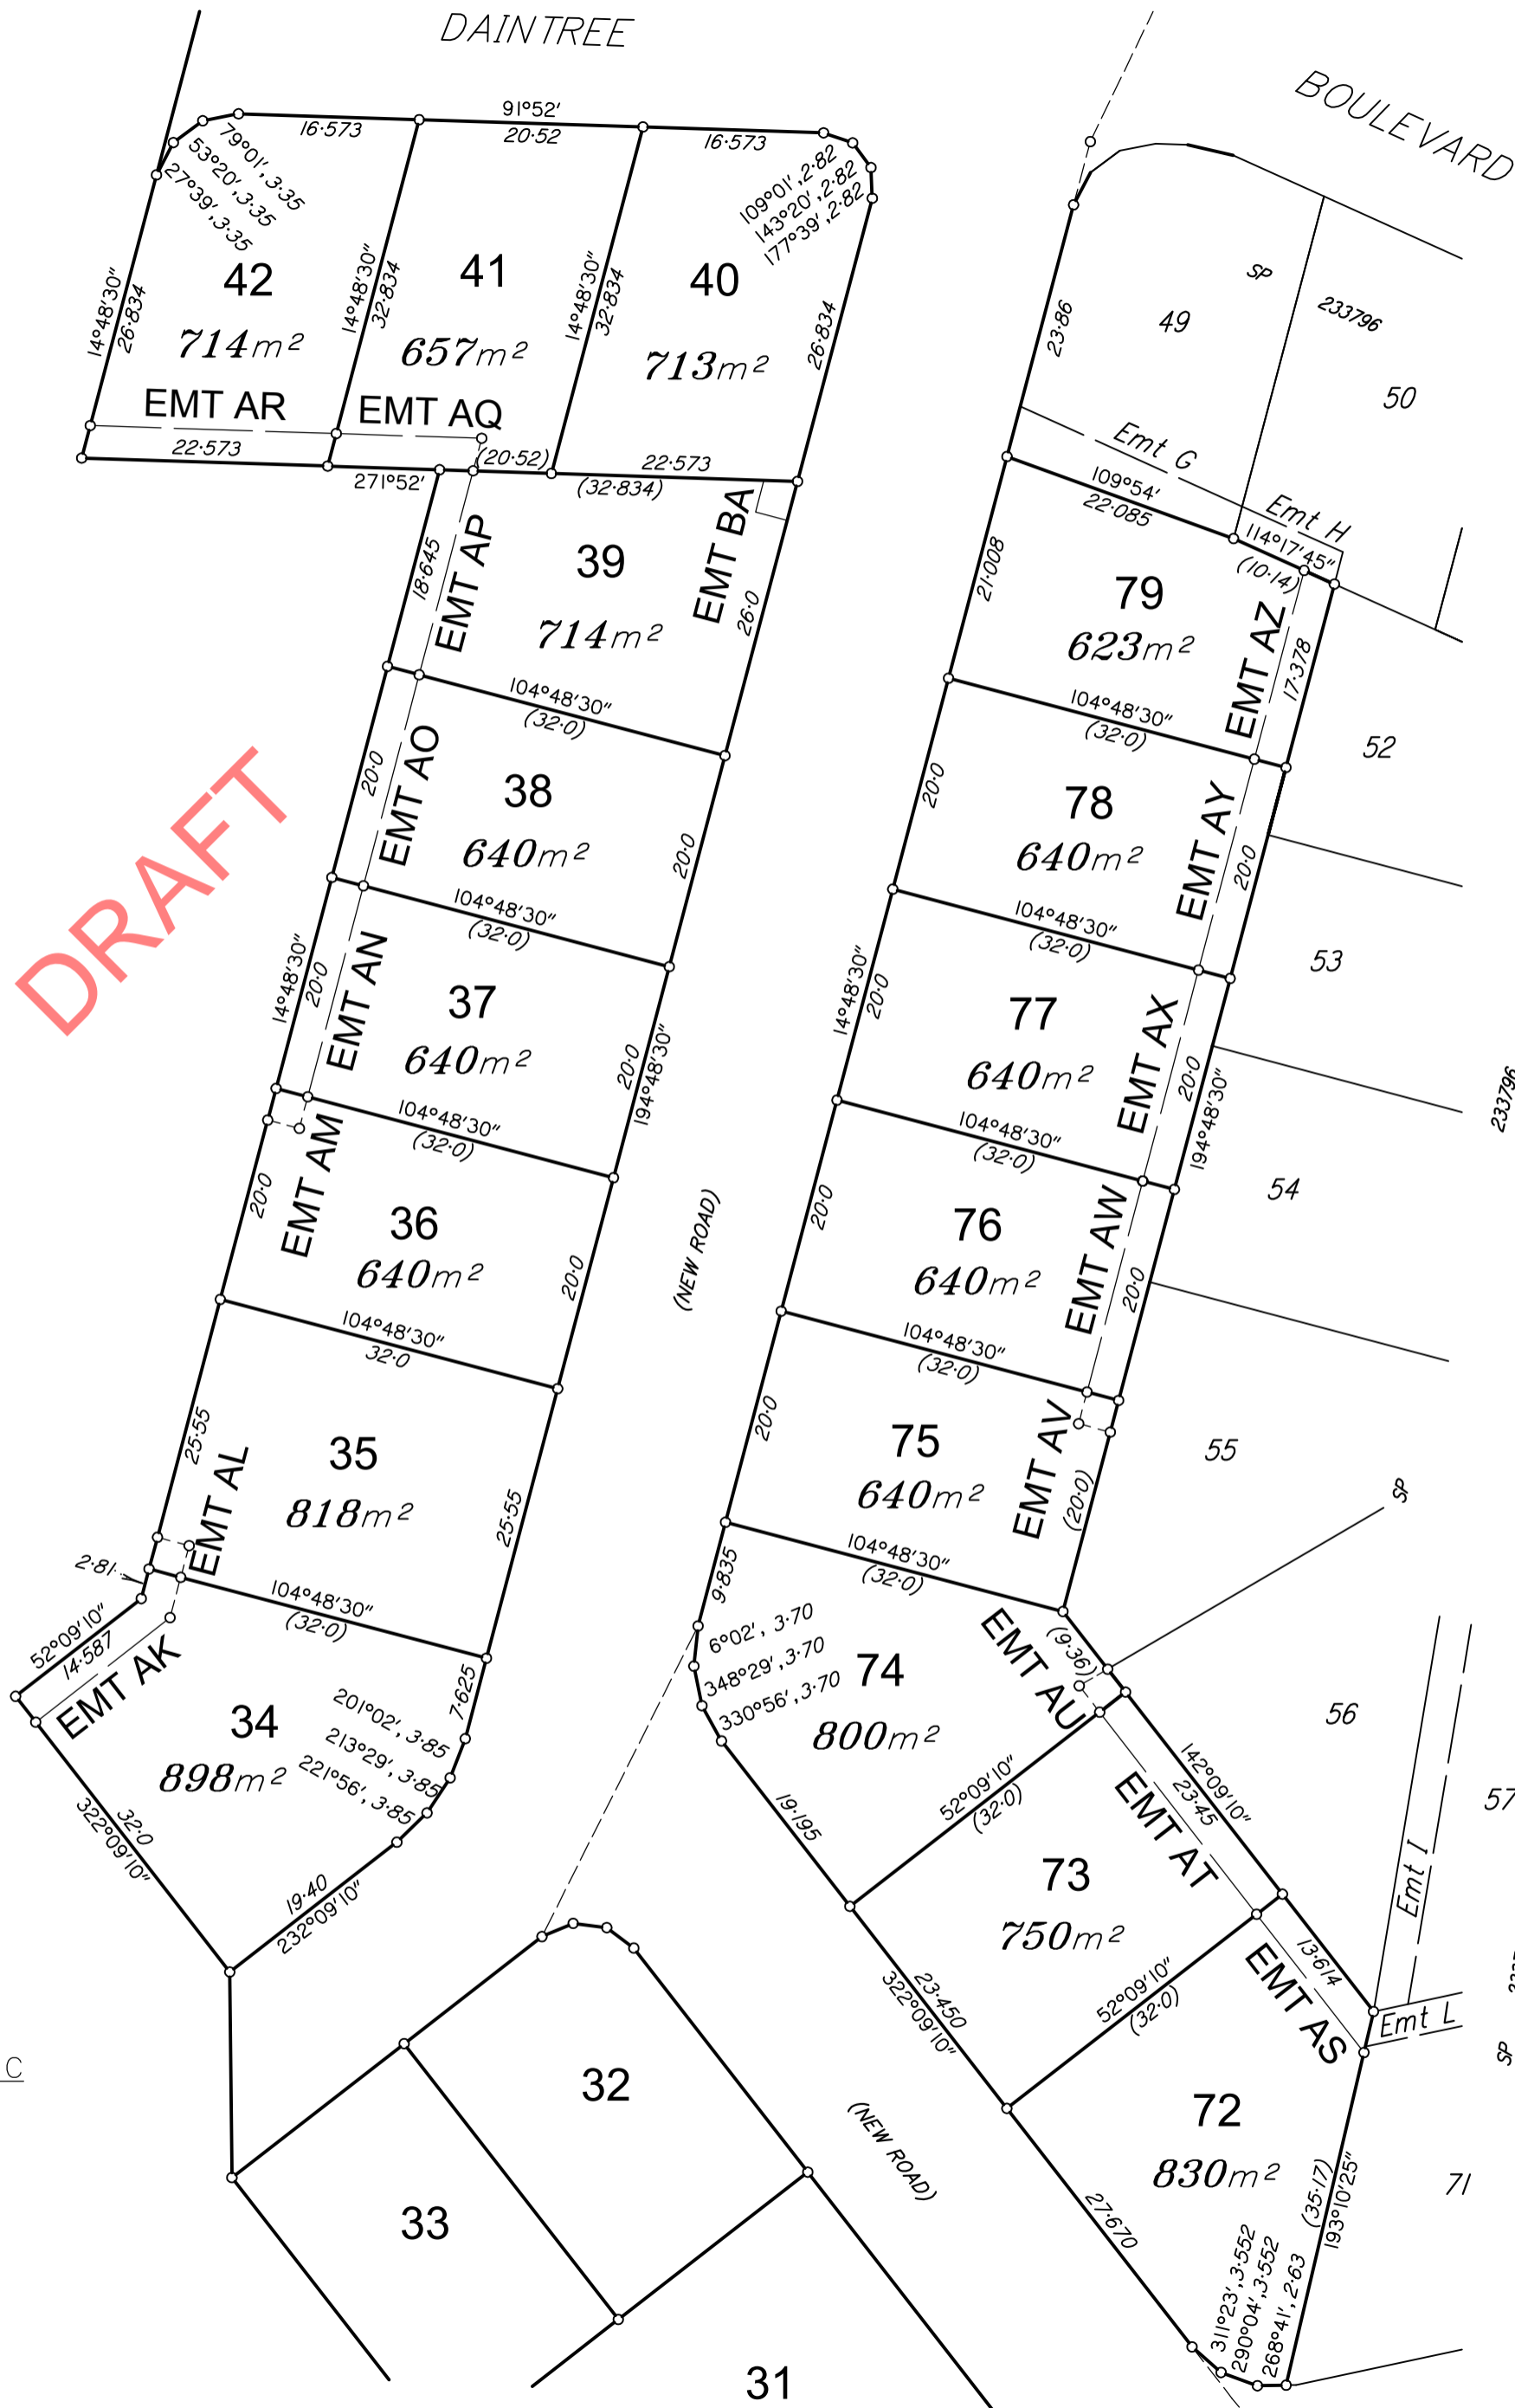 DAINTREE
BOULEVARD
91°52'
16·573
20·52
16·573
79°01', 3·35
53°20', 3·35
27°39', 3·35
109°01', 2·82
143°20', 2·82
177°39', 2·82
14°48'30"
26·834
42
714m²
14°48'30"
32·834
41
657m²
14°48'30"
32·834
40
713m²
26·834
EMT AR
EMT AQ
22·573
(20·52)
22·573
271°52'
(32·834)
EMT BA
23·86
49
SP
233796
50
Emt G
Emt H
109°54'
22·085
114°17'45"
(10·14)
18·645
EMT AP
39
714m²
26·0
104°48'30"
(32·0)
21·008
79
623m²
EMT AZ
17·378
104°48'30"
(32·0)
52
DRAFT
20·0
EMT AO
38
640m²
20·0
104°48'30"
(32·0)
20·0
78
640m²
EMT AY
20·0
104°48'30"
(32·0)
53
14°48'30"
20·0
EMT AN
37
640m²
20·0
194°48'30"
104°48'30"
(32·0)
14°48'30"
20·0
77
640m²
EMT AX
20·0
194°48'30"
104°48'30"
(32·0)
233796
54
20·0
EMT AM
36
640m²
20·0
104°48'30"
32·0
(NEW ROAD)
20·0
76
640m²
EMT AW
20·0
104°48'30"
(32·0)
55
25·55
EMT AL
35
818m²
25·55
104°48'30"
(32·0)
20·0
75
640m²
EMT AV
(20·0)
104°48'30"
(32·0)
SP
2·81
52°09'10"
14·587
EMT AK
34
898m²
7·625
201°02', 3·85
213°29', 3·85
221°56', 3·85
32·0
322°09'10"
19·40
232°09'10"
9·835
6°02', 3·70
348°29', 3·70
330°56', 3·70
74
800m²
EMT AU
(9·36)
19·195
52°09'10"
(32·0)
56
57
142°09'10"
23·45
EMT AT
73
750m²
23·450
322°09'10"
52°09'10"
(32·0)
Emt I
13·614
EMT AS
Emt L
SP
C
32
33
31
(NEW ROAD)
72
830m²
71
27·670
(35·17)
193°10'25"
311°23', 3·552
290°04', 3·552
268°41', 2·63